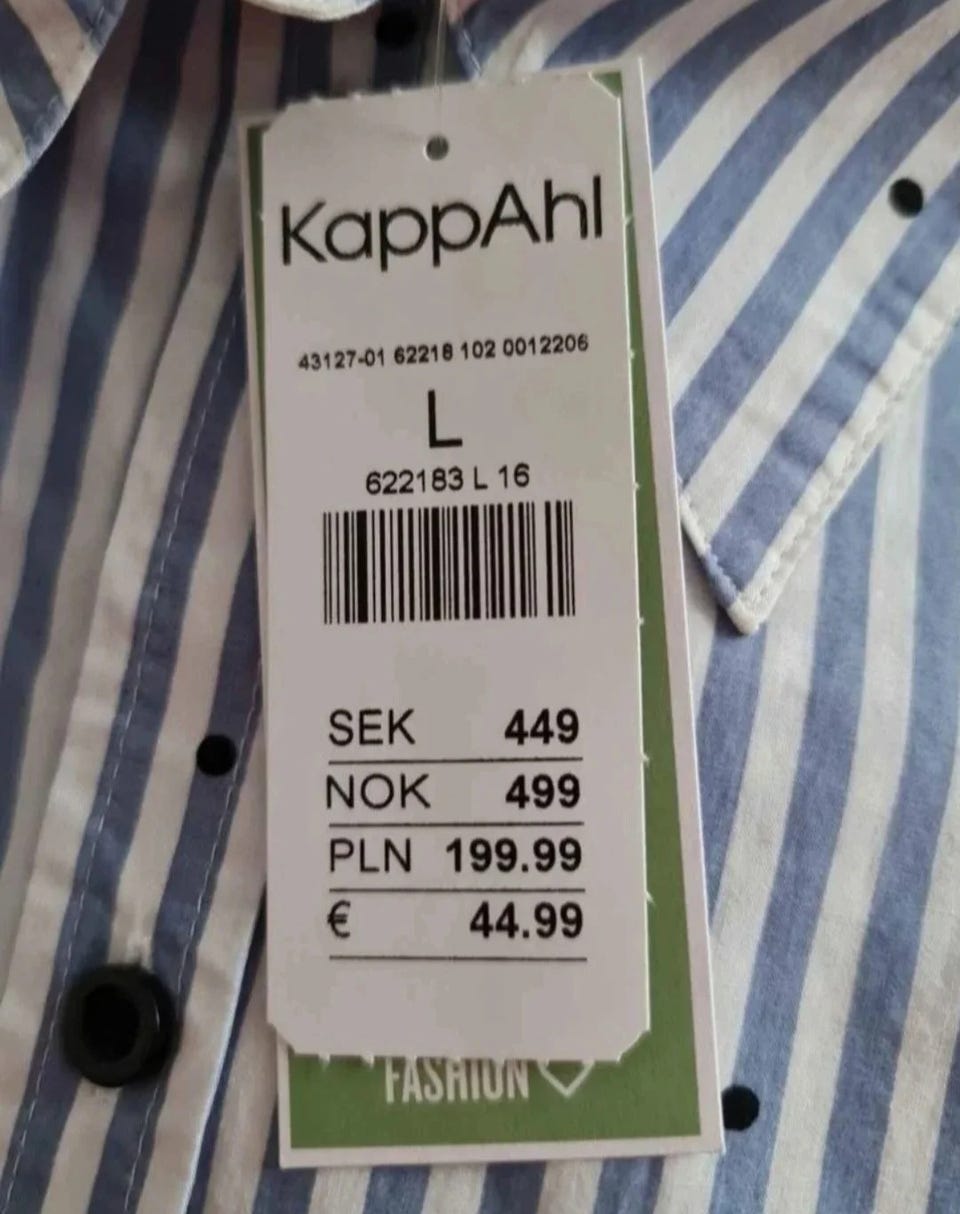 KappAhl
43127-01 62218 102 0012206
L
622183 L 16
SEK 449
NOK 499
PLN 199.99
€ 44.99
FASHION